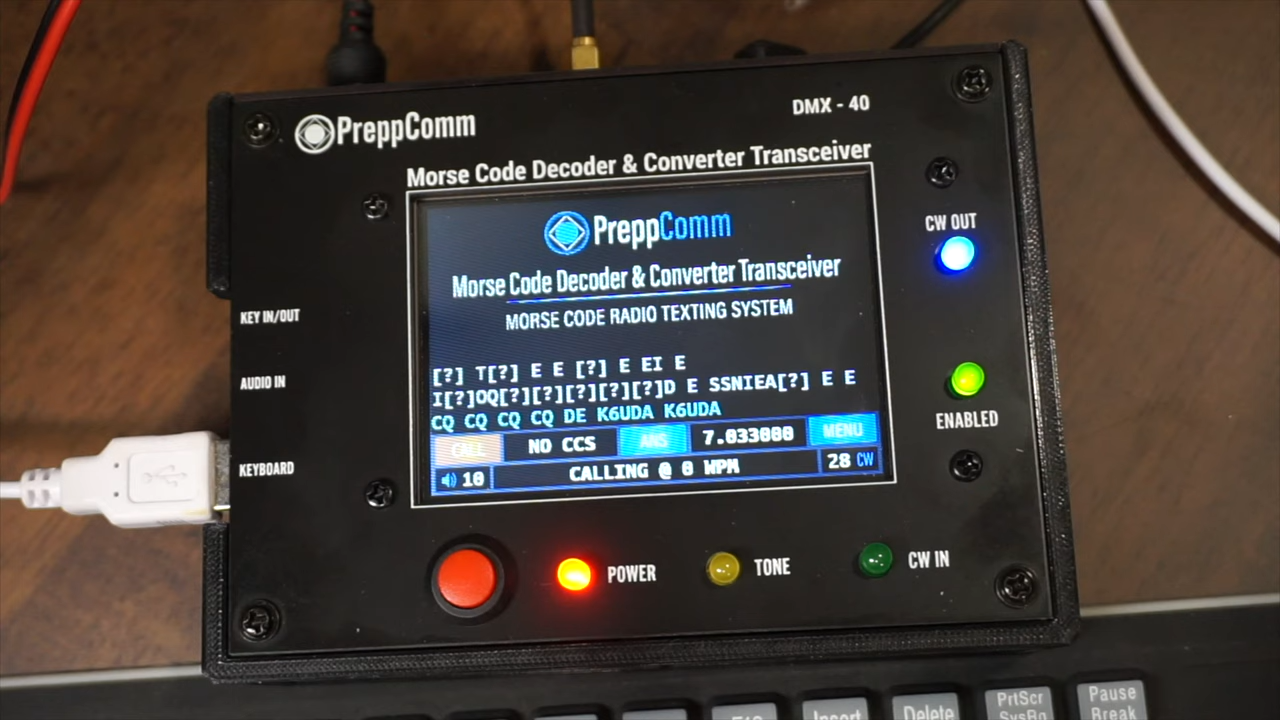 PreppComm
DMX - 40
Morse Code Decoder & Converter Transceiver
PreppComm
Morse Code Decoder & Converter Transceiver
MORSE CODE RADIO TEXTING SYSTEM
[?] T[?] E E [?] E EI E
I[?]OQ[?][?][?][?][?]D E SSNIEA[?] E E
CQ CQ CQ CQ DE K6UDA K6UDA
CALL NO CCS ANS 7.033000 MENU
10 CALLING @ 0 WPM 28 CW
CW OUT
ENABLED
KEY IN/OUT
AUDIO IN
KEYBOARD
POWER
TONE
CW IN
Insert
Delete
PrtScr
SysRq
Pause
Break